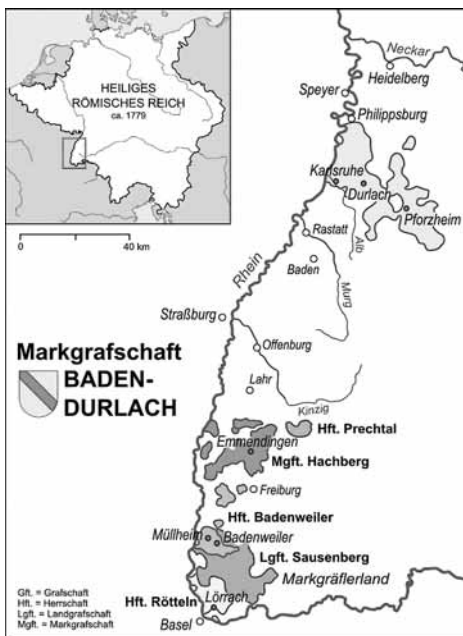 HEILIGES
RÖMISCHES REICH
ca. 1779
0 20 40 km
Neckar
Heidelberg
Speyer
Philippsburg
Karlsruhe
Durlach
Pforzheim
Rastatt
Alb
Baden
Rhein
Murg
Straßburg
Offenburg
Markgrafschaft
BADEN-
DURLACH
Lahr
Kinzig
Hft. Prechtal
Emmendingen
Mgft. Hachberg
Freiburg
Hft. Badenweiler
Müllheim
Badenweiler
Lgft. Sausenberg
Markgräflerland
Hft. Rötteln
Lörrach
Basel
Gft. = Grafschaft
Hft. = Herrschaft
Lgft. = Landgrafschaft
Mgft. = Markgrafschaft